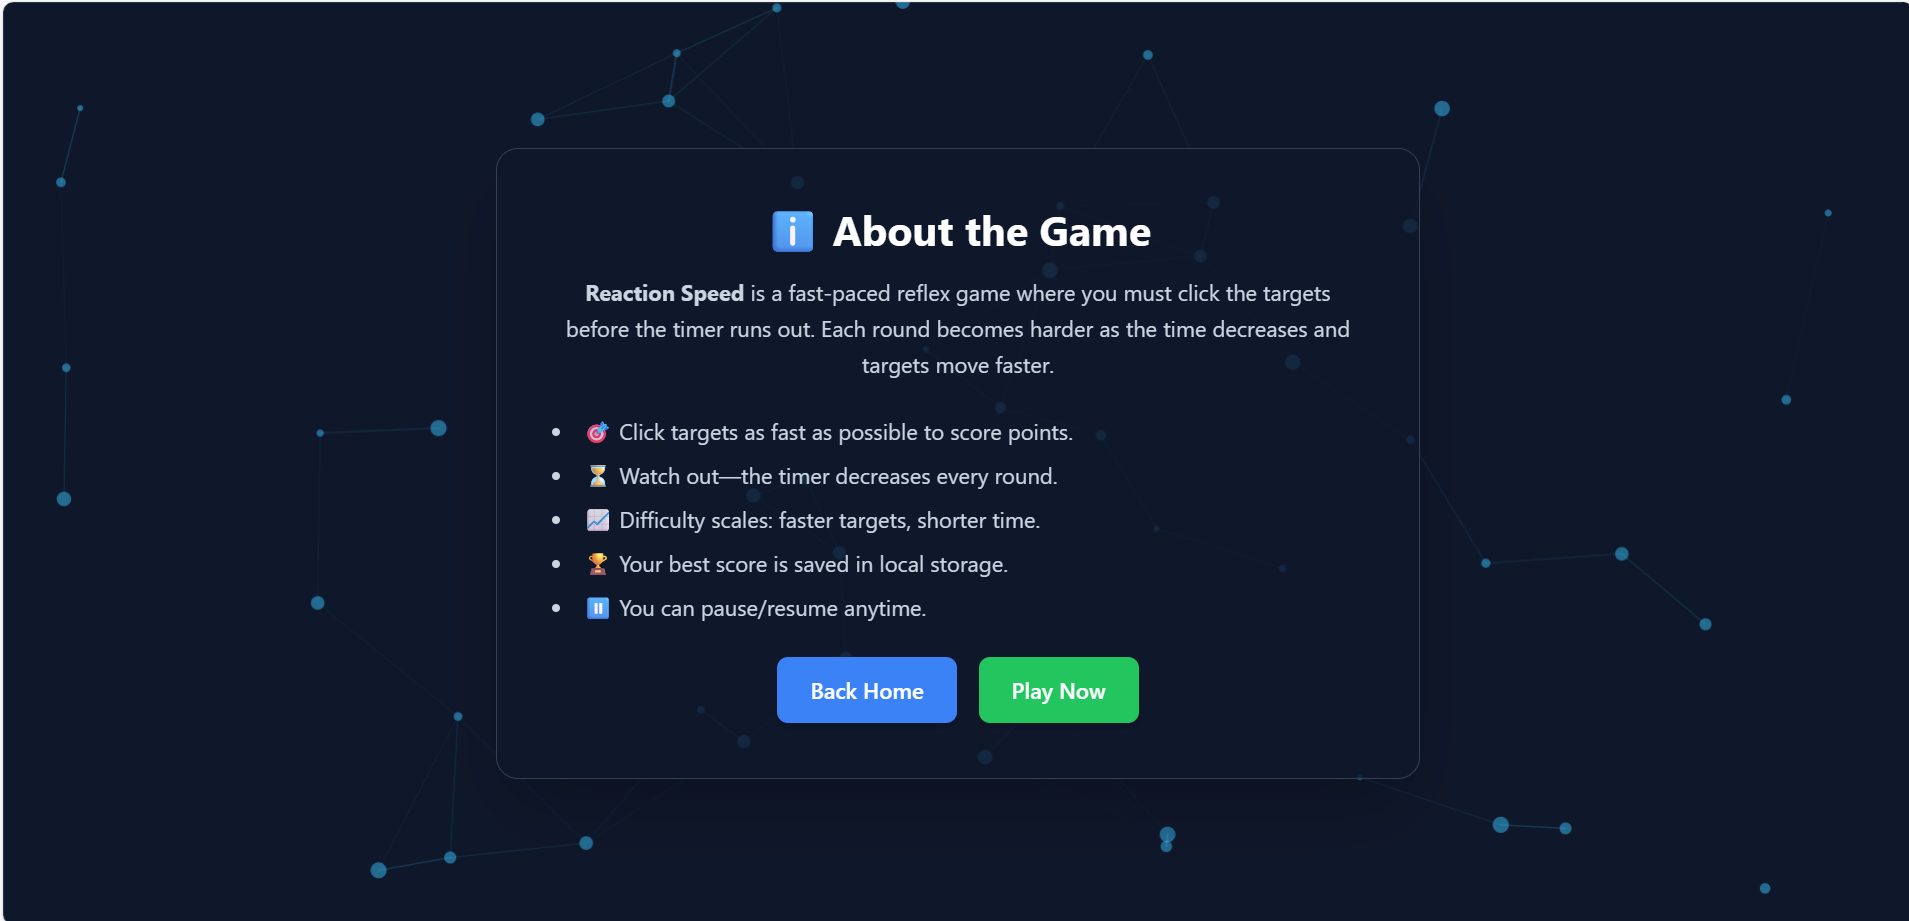 ℹ️ About the Game
Reaction Speed is a fast-paced reflex game where you must click the targets
before the timer runs out. Each round becomes harder as the time decreases and
targets move faster.
• 🎯 Click targets as fast as possible to score points.
• ⏳ Watch out—the timer decreases every round.
• 📈 Difficulty scales: faster targets, shorter time.
• 🏆 Your best score is saved in local storage.
• ⏸️ You can pause/resume anytime.
Back Home
Play Now